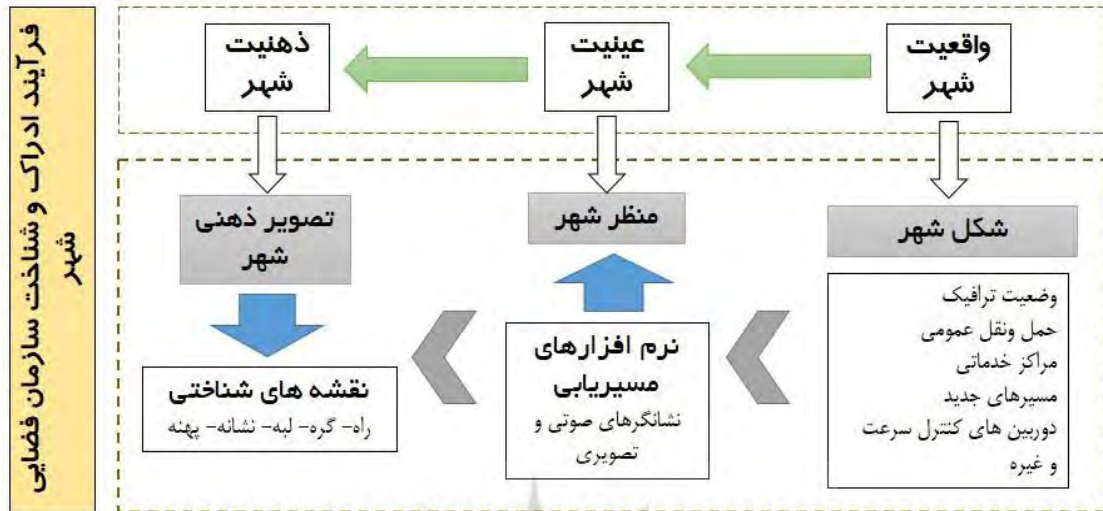 فرآیند ادراک و شناخت سازمان فضایی
شهر
واقعیت
شهر
عینیت
شهر
ذهنیت
شهر
شکل شهر
منظر شهر
تصویر ذهنی
شهر
وضعیت ترافیک
حمل ونقل عمومی
مراکز خدماتی
مسیرهای جدید
دوربین های کنترل سرعت
و غیره
نرم افزارهای
مسیریابی
نشانگرهای صوتی و
تصویری
نقشه های شناختی
راه- گره- لبه- نشانه- پهنه